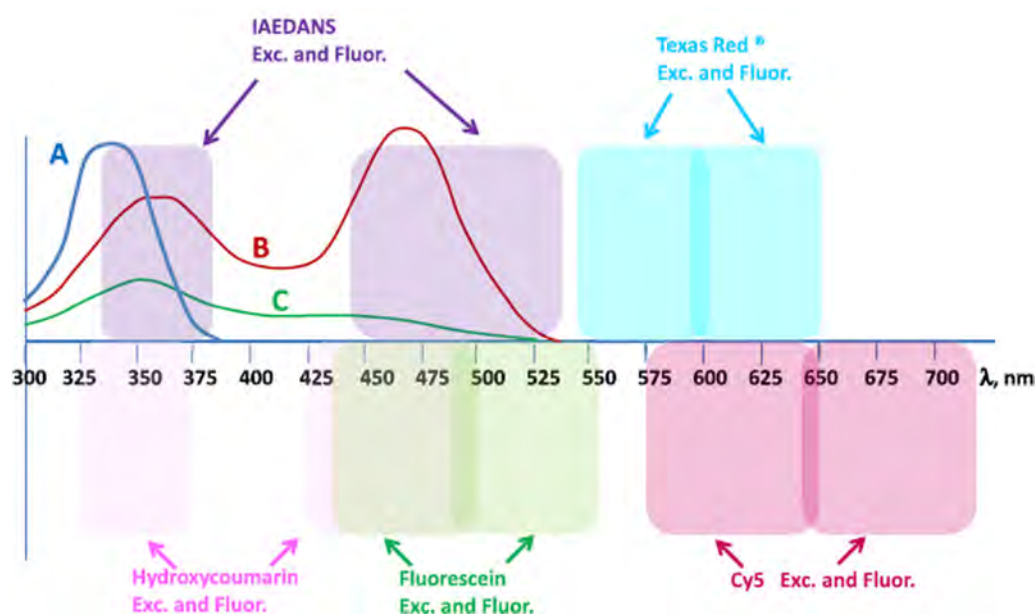 IAEDANS
Exc. and Fluor.
Texas Red ®
Exc. and Fluor.
A
B
C
300 325 350 375 400 425 450 475 500 525 550 575 600 625 650 675 700 λ, nm
Hydroxycoumarin
Exc. and Fluor.
Fluorescein
Exc. and Fluor.
Cy5 Exc. and Fluor.